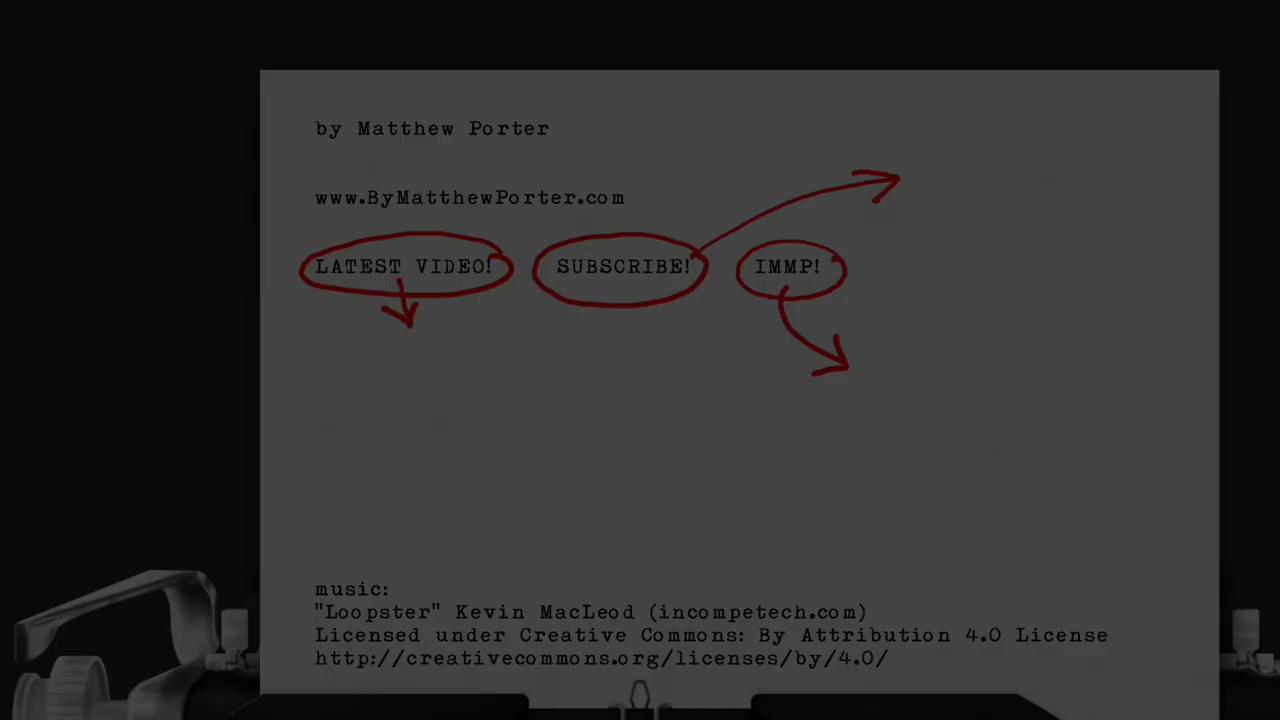 by Matthew Porter
www.ByMatthewPorter.com
LATEST VIDEO! SUBSCRIBE! IMMP!
music:
"Loopster" Kevin MacLeod (incompetech.com)
Licensed under Creative Commons: By Attribution 4.0 License
http://creativecommons.org/licenses/by/4.0/